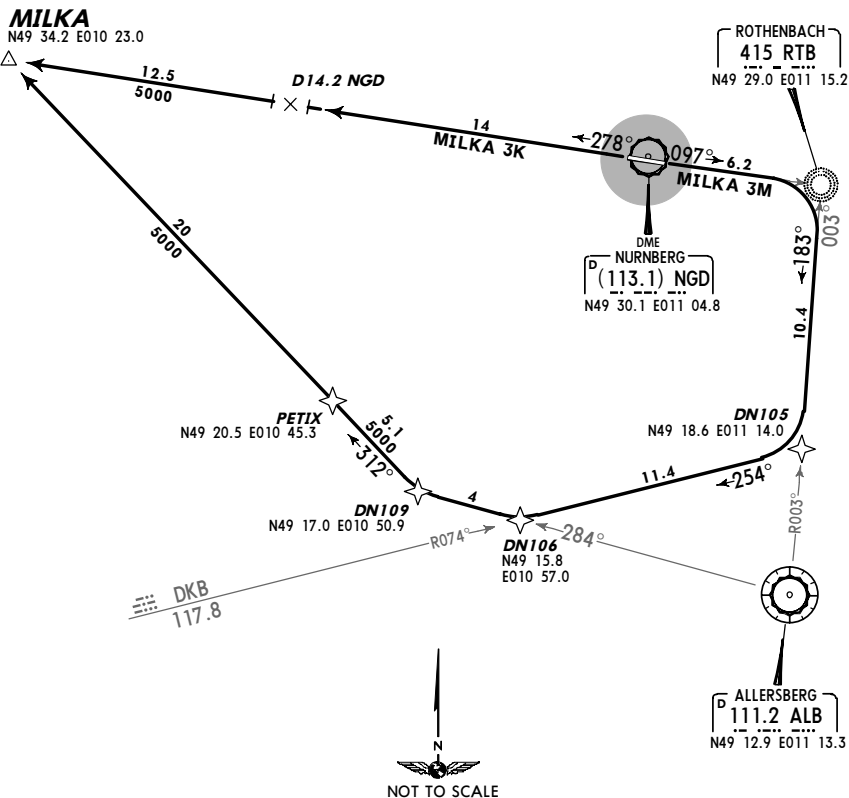 MILKA
N49 34.2 E010 23.0
ROTHENBACH
415 RTB
N49 29.0 E011 15.2
12.5
5000
D14.2 NGD
14
MILKA 3K
278°
097°
6.2
MILKA 3M
003°
183°
DME
NURNBERG
D (113.1) NGD
N49 30.1 E011 04.8
20
5000
10.4
PETIX
N49 20.5 E010 45.3
5.1
5000
312°
DN105
N49 18.6 E011 14.0
11.4
254°
DN109
N49 17.0 E010 50.9
4
R074°
DN106
N49 15.8
E010 57.0
284°
R003°
DKB
117.8
ALLERSBERG
D 111.2 ALB
N49 12.9 E011 13.3
N
NOT TO SCALE